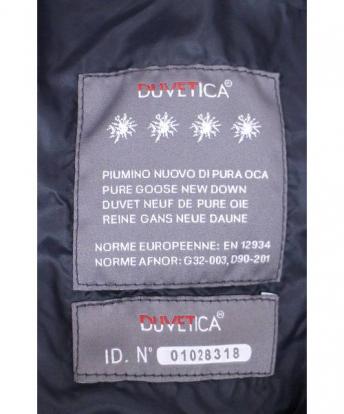 DUVETICA®
PIUMINO NUOVO DI PURA OCA
PURE GOOSE NEW DOWN
DUVET NEUF DE PURE OIE
REINE GANS NEUE DAUNE
NORME EUROPEENNE: EN 12934
NORME AFNOR: G32-003, D90-201
DUVETICA®
ID. N° 01028318